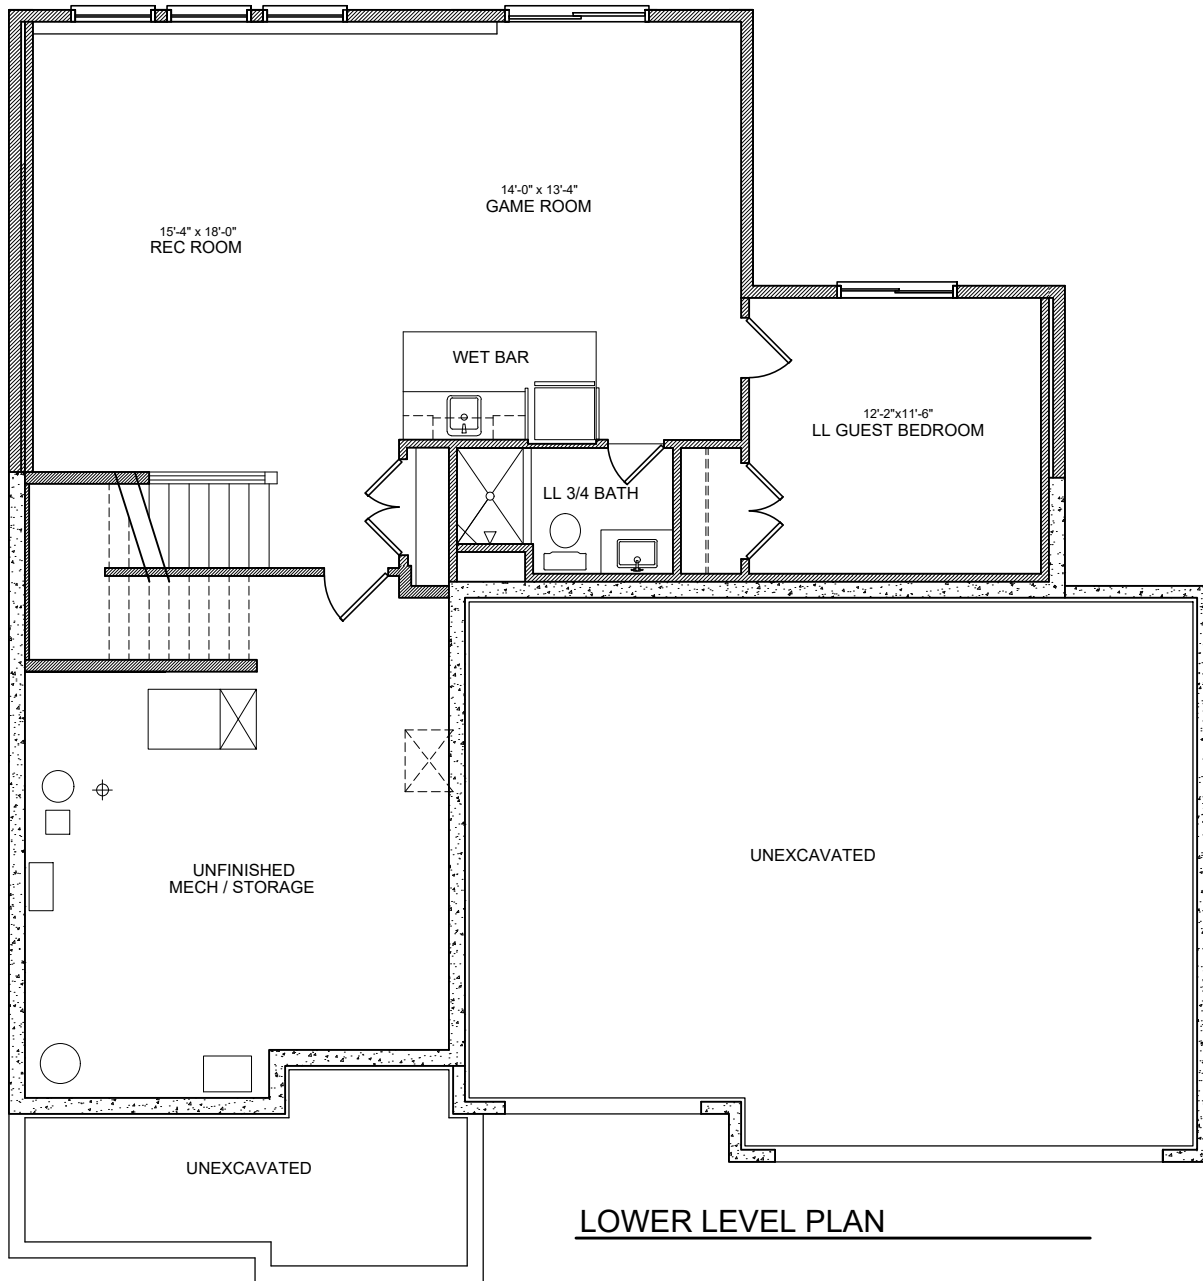 14'-0" x 13'-4"
GAME ROOM
15'-4" x 18'-0"
REC ROOM
WET BAR
12'-2"x11'-6"
LL GUEST BEDROOM
LL 3/4 BATH
UNFINISHED
MECH / STORAGE
UNEXCAVATED
UNEXCAVATED
LOWER LEVEL PLAN